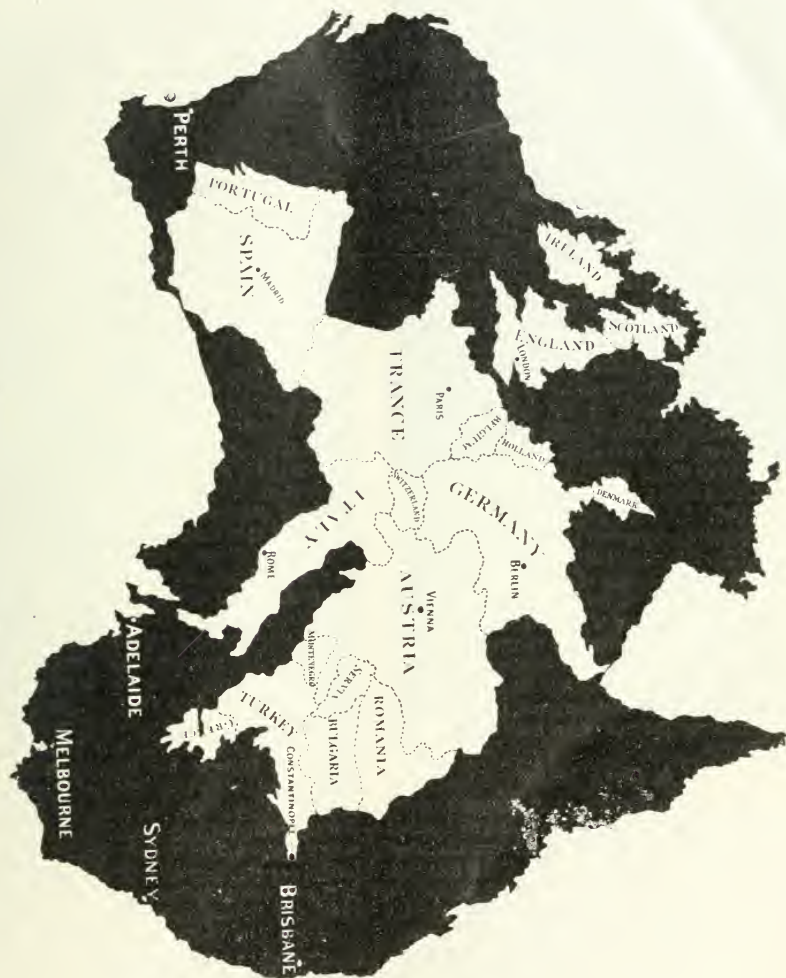 PERTH
PORTUGAL
SPAIN
MADRID
IRELAND
SCOTLAND
ENGLAND
LONDON
FRANCE
PARIS
BELGIUM
HOLLAND
DENMARK
GERMANY
BERLIN
SWITZERLAND
ITALY
ROME
AUSTRIA
VIENNA
MONTENEGRO
SERVIA
ROMANIA
BULGARIA
TURKEY
GREECE
CONSTANTINOPLE
ADELAIDE
MELBOURNE
SYDNEY
BRISBANE